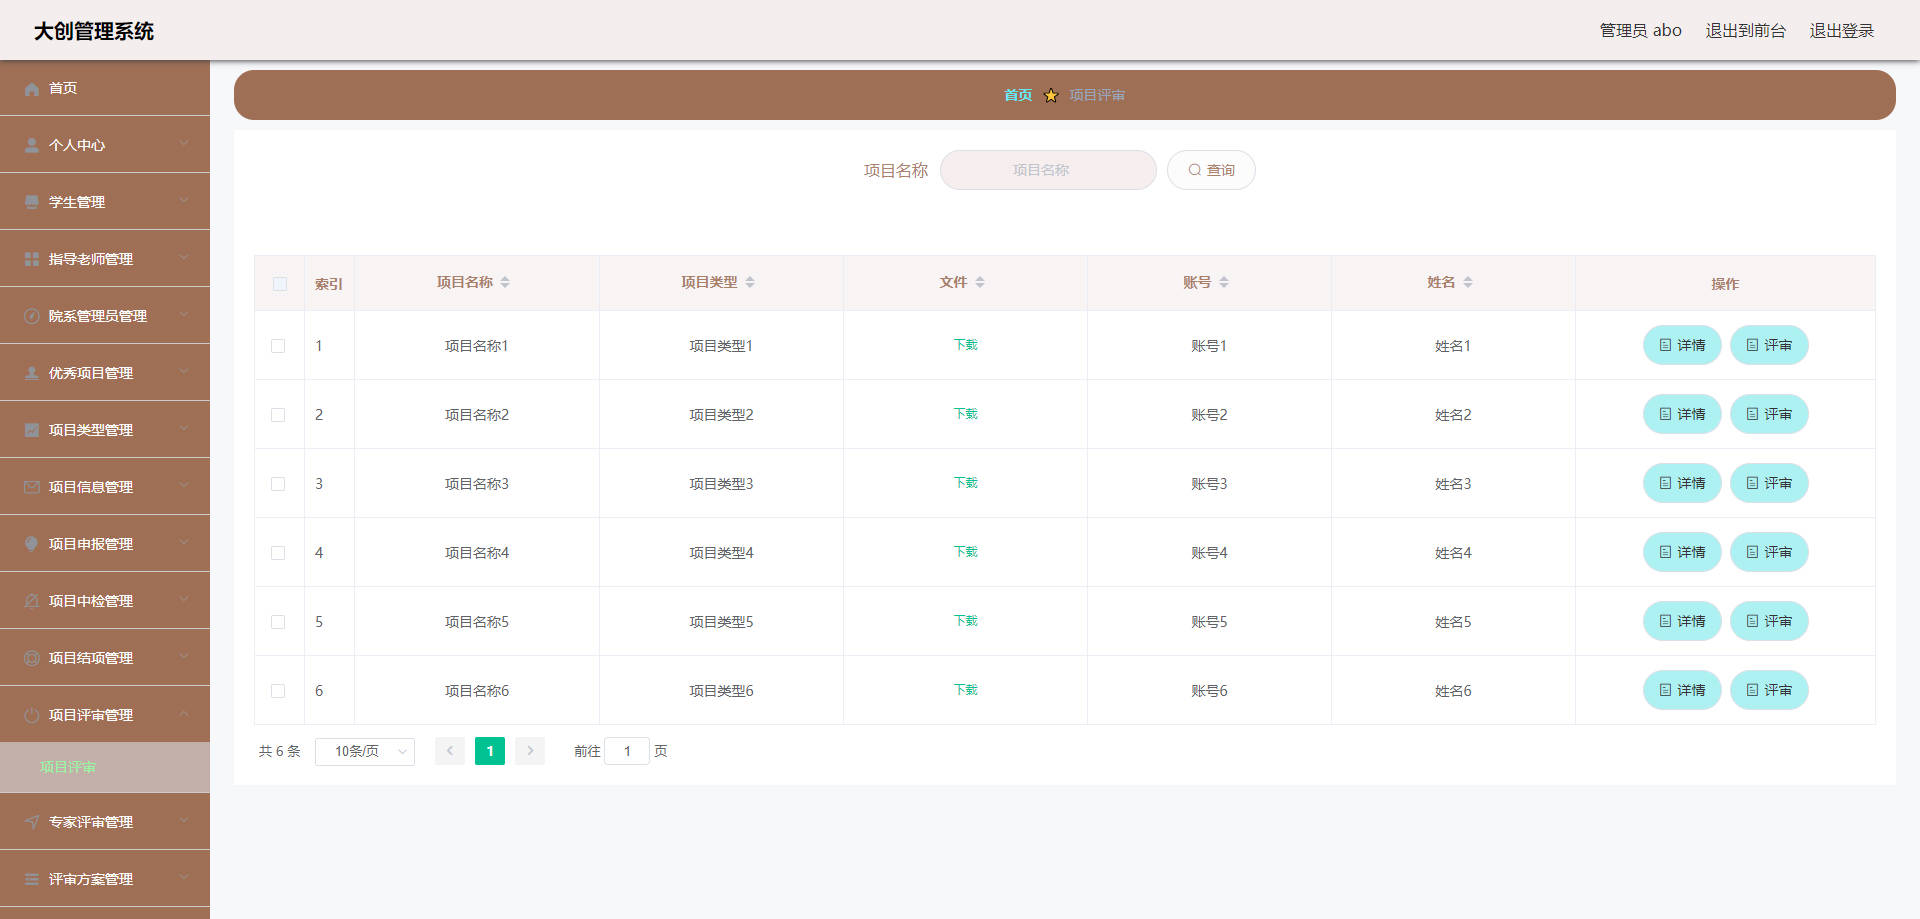 大创管理系统
管理员 abo 退出到前台 退出登录
首页
个人中心
学生管理
指导老师管理
院系管理员管理
优秀项目管理
项目类型管理
项目信息管理
项目申报管理
项目中检管理
项目结项管理
项目评审管理
项目评审
专家评审管理
评审方案管理
首页 项目评审
项目名称 项目名称 查询
索引 项目名称 项目类型 文件 账号 姓名 操作
1 项目名称1 项目类型1 下载 账号1 姓名1 详情 评审
2 项目名称2 项目类型2 下载 账号2 姓名2 详情 评审
3 项目名称3 项目类型3 下载 账号3 姓名3 详情 评审
4 项目名称4 项目类型4 下载 账号4 姓名4 详情 评审
5 项目名称5 项目类型5 下载 账号5 姓名5 详情 评审
6 项目名称6 项目类型6 下载 账号6 姓名6 详情 评审
共 6 条 10条/页 1 前往 1 页